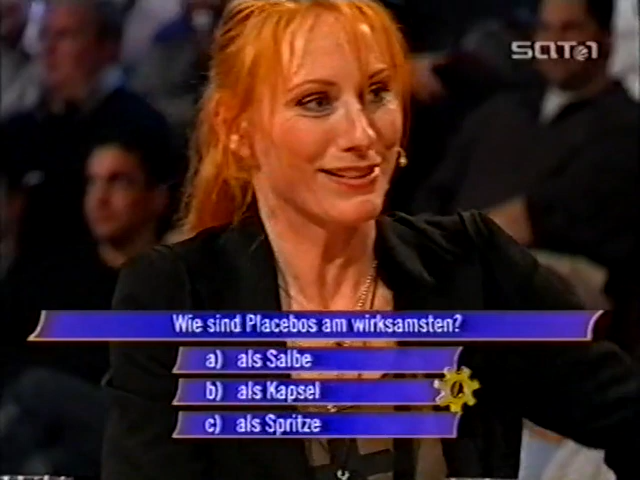 SAT.1
Wie sind Placebos am wirksamsten?
a) als Salbe
b) als Kapsel
c) als Spritze